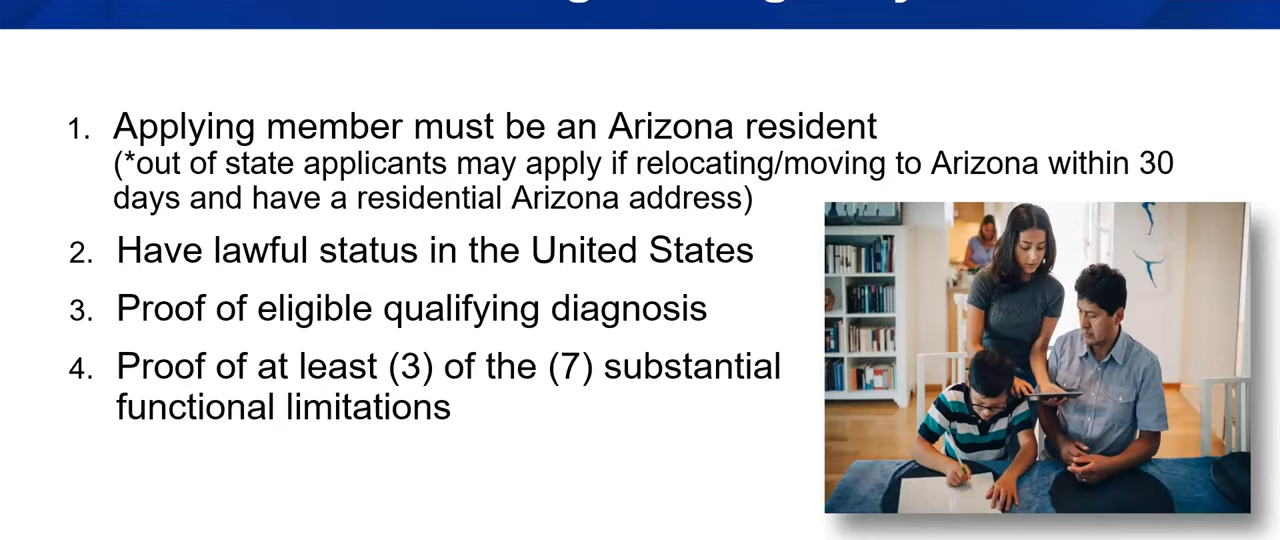 1. Applying member must be an Arizona resident
(*out of state applicants may apply if relocating/moving to Arizona within 30
days and have a residential Arizona address)
2. Have lawful status in the United States
3. Proof of eligible qualifying diagnosis
4. Proof of at least (3) of the (7) substantial
functional limitations